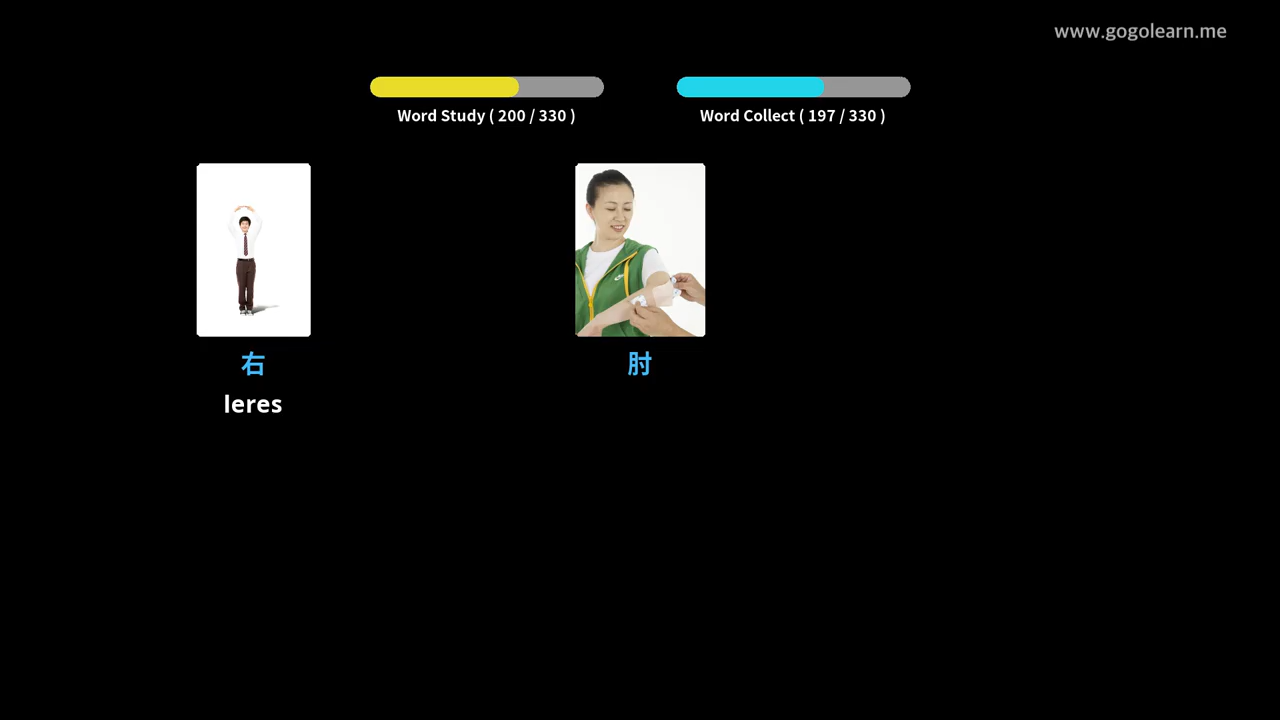 www.gogolearn.me
Word Study ( 200 / 330 )
Word Collect ( 197 / 330 )
右
leres
肘